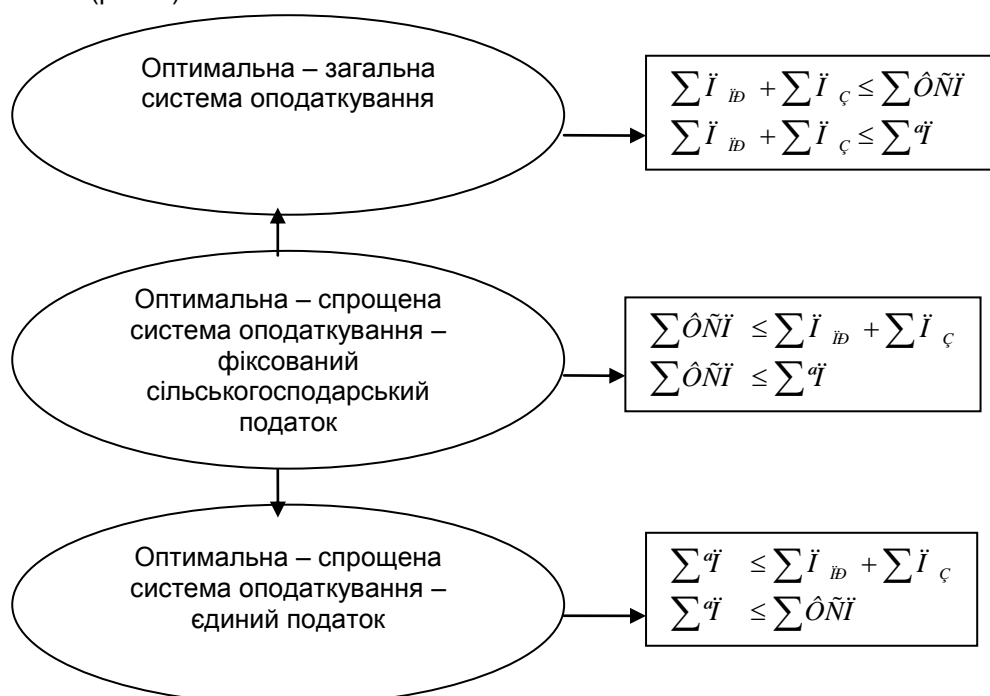 Оптимальна – загальна
система оподаткування
∑Ï ÏÐ + ∑Ï Ç ≤ ∑ÔÑÏ
∑Ï ÏÐ + ∑Ï Ç ≤ ∑ªÏ
Оптимальна – спрощена
система оподаткування –
фіксований
сільськогосподарський
податок
∑ÔÑÏ ≤ ∑Ï ÏÐ + ∑Ï Ç
∑ÔÑÏ ≤ ∑ªÏ
Оптимальна – спрощена
система оподаткування –
єдиний податок
∑ªÏ ≤ ∑Ï ÏÐ + ∑Ï Ç
∑ªÏ ≤ ∑ÔÑÏ